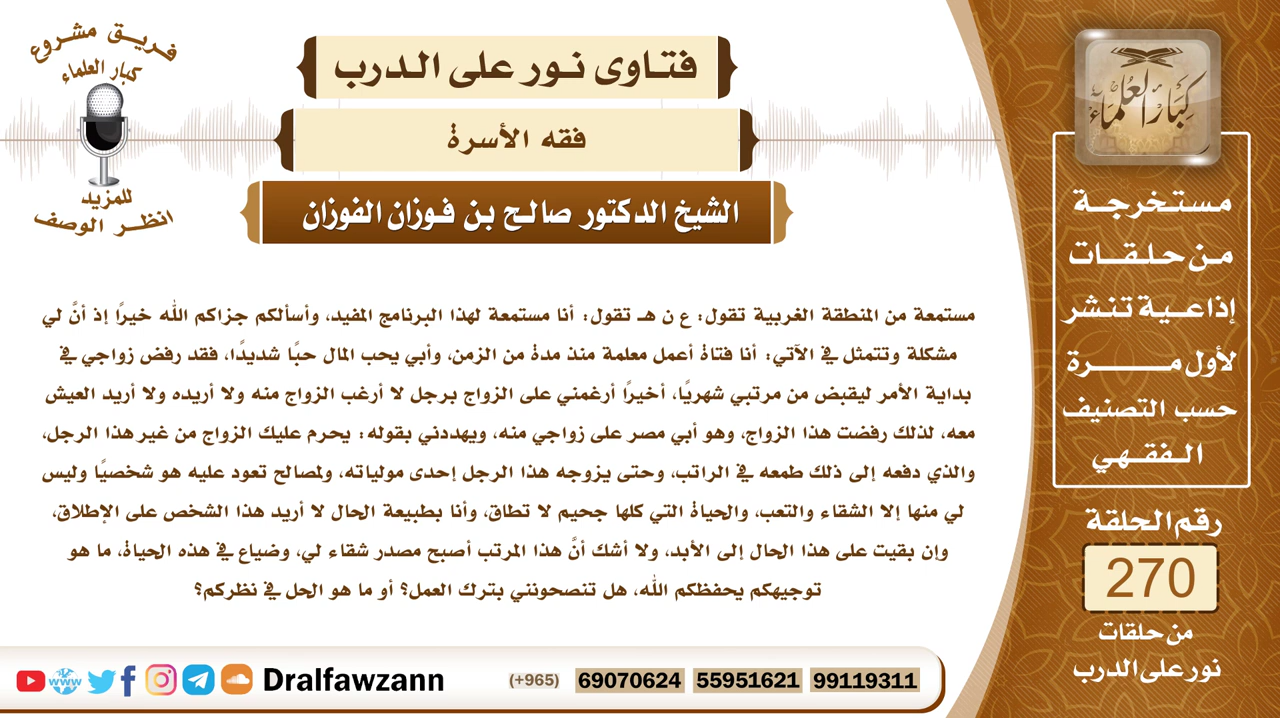 فريق مشروع
كبار العلماء
للمزيد
انظر الوصف
فتاوى نور على الدرب
فقه الأسرة
الشيخ الدكتور صالح بن فوزان الفوزان
مستمعة من المنطقة الغربية تقول: ع ن هـ تقول: أنا مستمعة لهذا البرنامج المفيد، وأسألكم جزاكم الله خيرًا إذ أنَّ لي
مشكلة وتتمثل في الآتي: أنا فتاة أعمل معلمة منذ مدة من الزمن، وأبي يحب المال حبًا شديدًا، فقد رفض زواجي في
بداية الأمر ليقبض من مرتبي شهريًا، أخيرًا أرغمني على الزواج برجل لا أرغب الزواج منه ولا أريده ولا أريد العيش
معه، لذلك رفضت هذا الزواج، وهو أبي مصر على زواجي منه، ويهددني بقوله: يحرم عليك الزواج من غير هذا الرجل،
والذي دفعه إلى ذلك طمعه في الراتب، وحتى يزوجه هذا الرجل إحدى مولياته، ولمصالح تعود عليه هو شخصيًا وليس
لي منها إلا الشقاء والتعب، والحياة التي كلها جحيم لا تطاق، وأنا بطبيعة الحال لا أريد هذا الشخص على الإطلاق،
وإن بقيت على هذا الحال إلى الأبد، ولا أشك أنَّ هذا المرتب أصبح مصدر شقاء لي، وضياع في هذه الحياة، ما هو
توجيهكم يحفظكم الله، هل تنصحونني بترك العمل؟ أو ما هو الحل في نظركم؟
كبار العلماء
مستخرجة
من حلقات
إذاعية تنشر
لأول مرة
حسب التصنيف
الفقهي
رقم الحلقة
270
من حلقات
نور على الدرب
www Dralfawzann (+965) 69070624 55951621 99119311